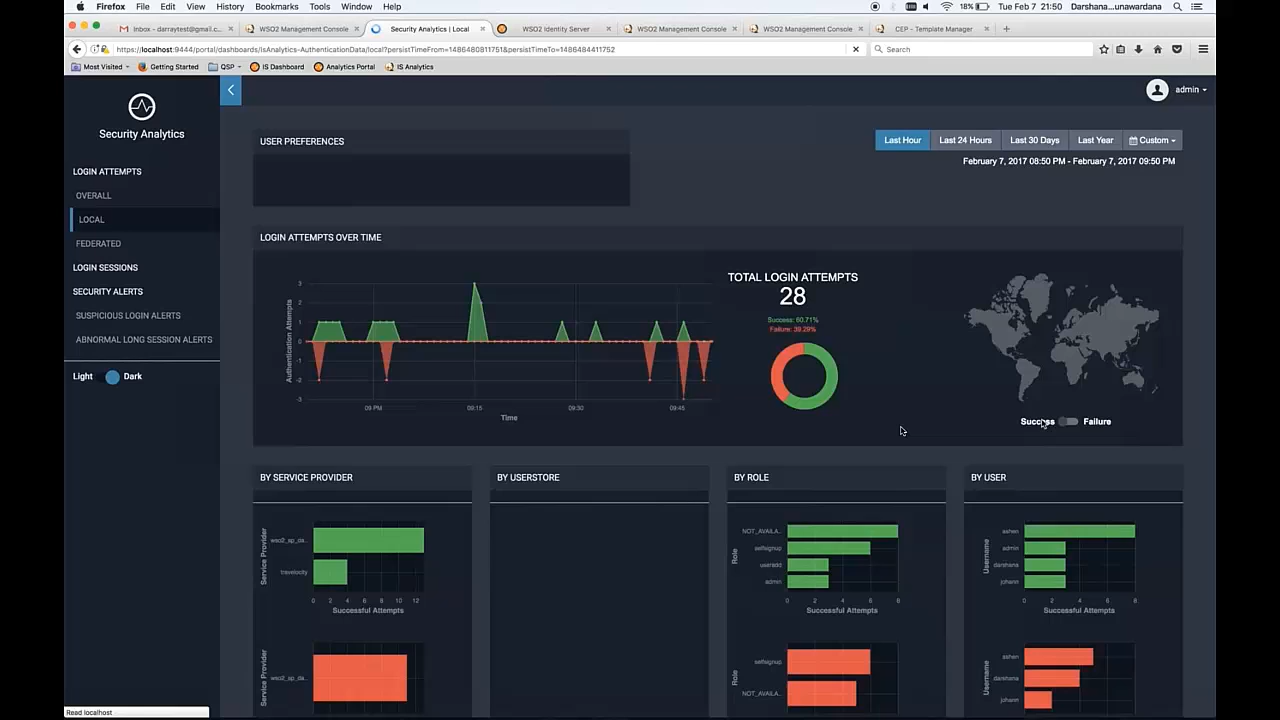 Firefox File Edit View History Bookmarks Tools Window Help 18% Tue Feb 7 21:50 Darshana...unawardana
Inbox - darraytest@gmail.c... WSO2 Management Console Security Analytics | Local WSO2 Identity Server WSO2 Management Console WSO2 Management Console CEP - Template Manager
https://localhost:9444/portal/dashboards/isAnalytics-AuthenticationData/local?persistTimeFrom=1486480811751&persistTimeTo=1486484411752 Search
Most Visited Getting Started QSP IS Dashboard Analytics Portal IS Analytics
admin
Security Analytics
LOGIN ATTEMPTS
OVERALL
LOCAL
FEDERATED
LOGIN SESSIONS
SECURITY ALERTS
SUSPICIOUS LOGIN ALERTS
ABNORMAL LONG SESSION ALERTS
Light Dark
USER PREFERENCES
Last Hour Last 24 Hours Last 30 Days Last Year Custom
February 7, 2017 08:50 PM - February 7, 2017 09:50 PM
LOGIN ATTEMPTS OVER TIME
Authentication Attempts
3
2
1
0
-1
-2
-3
09 PM 09:15 09:30 09:45
Time
TOTAL LOGIN ATTEMPTS
28
Success: 60.71%
Failure: 39.29%
Success Failure
BY SERVICE PROVIDER
Service Provider
wso2_sp_da...
travelocity
0 2 4 6 8 10 12
Successful Attempts
Service Provider
wso2_sp_da...
BY USERSTORE
BY ROLE
Role
NOT_AVAILA...
selfsignup
useradd
admin
0 2 4 6 8
Successful Attempts
Role
selfsignup
NOT_AVAILA...
BY USER
Username
ashen
admin
darshana
johann
0 2 4 6 8
Successful Attempts
Username
ashen
darshana
johann
Read localhost